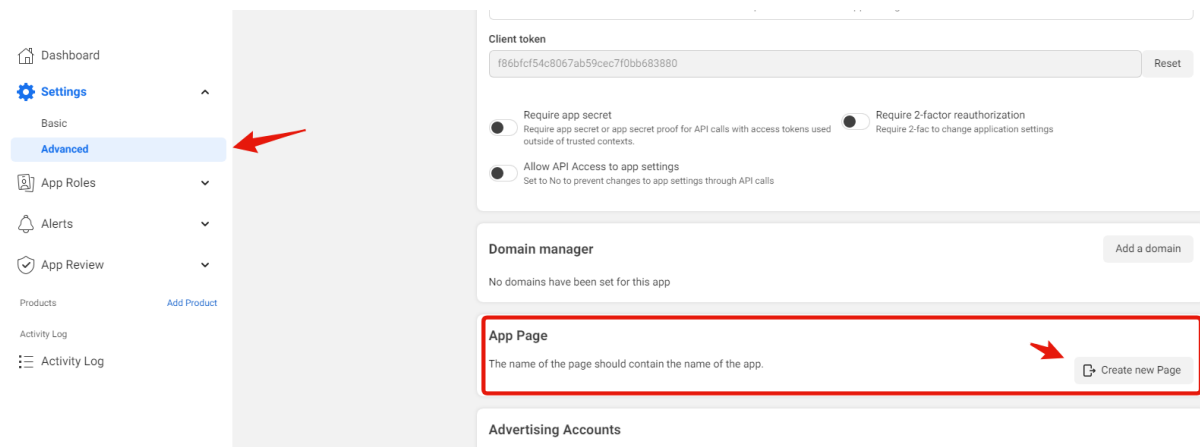 Dashboard
Settings
Basic
Advanced
App Roles
Alerts
App Review
Products
Add Product
Activity Log
Activity Log
Client token
f86bfcf54c8067ab59cec7f0bb683880
Reset
Require app secret
Require app secret or app secret proof for API calls with access tokens used
outside of trusted contexts.
Require 2-factor reauthorization
Require 2-fac to change application settings
Allow API Access to app settings
Set to No to prevent changes to app settings through API calls
Domain manager
Add a domain
No domains have been set for this app
App Page
The name of the page should contain the name of the app.
Create new Page
Advertising Accounts